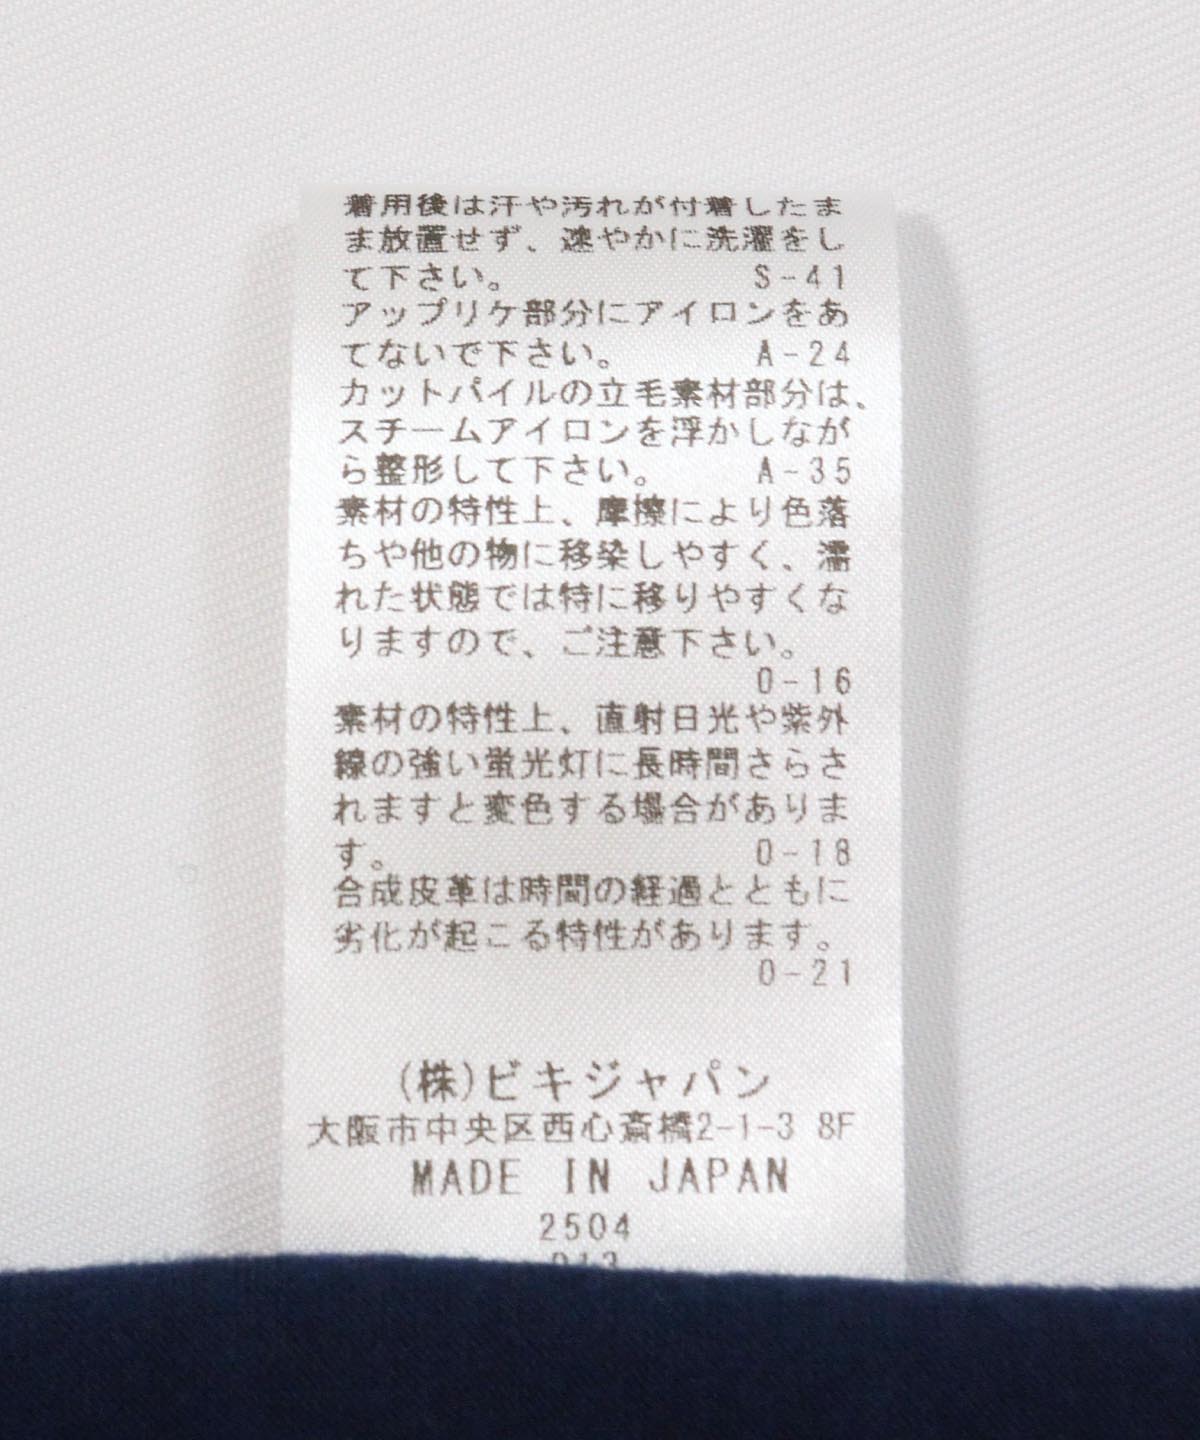 着用後は汗や汚れが付着したま
ま放置せず、速やかに洗濯をし
て下さい。 S-41
アップリケ部分にアイロンをあ
てないで下さい。 A-24
カットパイルの立毛素材部分は、
スチームアイロンを浮かしなが
ら整形して下さい。 A-35
素材の特性上、摩擦により色落
ちや他の物に移染しやすく、濡
れた状態では特に移りやすくな
りますので、ご注意下さい。
0-16
素材の特性上、直射日光や紫外
線の強い蛍光灯に長時間さらさ
れますと変色する場合がありま
す。 0-18
合成皮革は時間の経過とともに
劣化が起こる特性があります。
0-21
(株)ビキジャパン
大阪市中央区西心斎橋2-1-3 8F
MADE IN JAPAN
2504